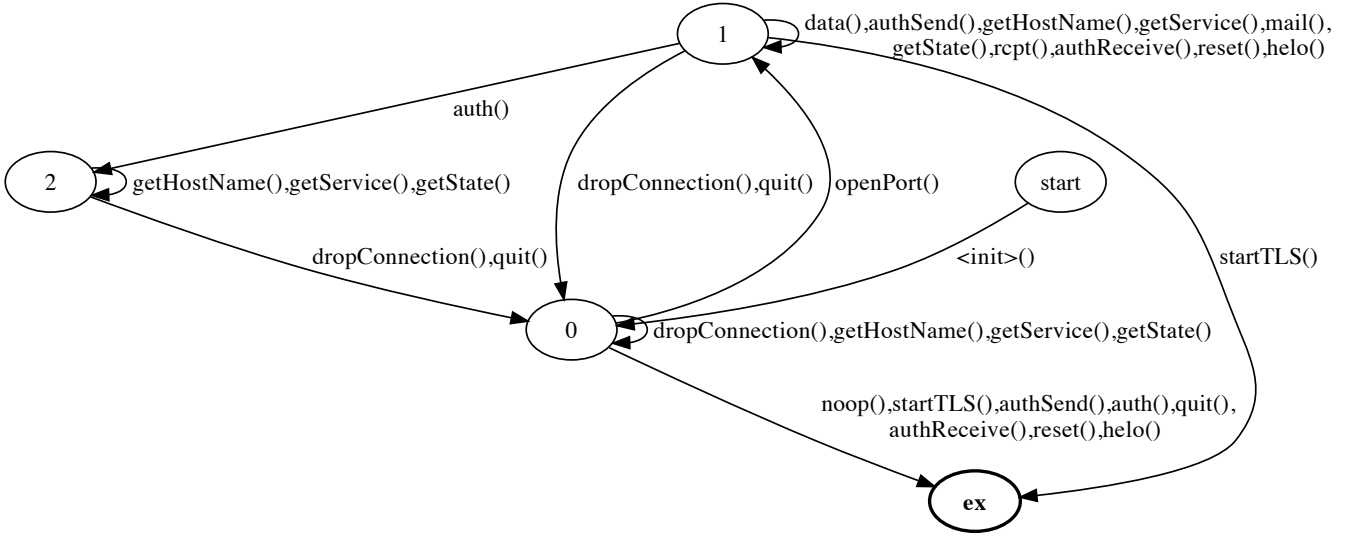 1
data(),authSend(),getHostName(),getService(),mail(),
getState(),rcpt(),authReceive(),reset(),helo()
auth()
2
getHostName(),getService(),getState()
dropConnection(),quit()
openPort()
start
dropConnection(),quit()
<init>()
startTLS()
0
dropConnection(),getHostName(),getService(),getState()
noop(),startTLS(),authSend(),auth(),quit(),
authReceive(),reset(),helo()
ex